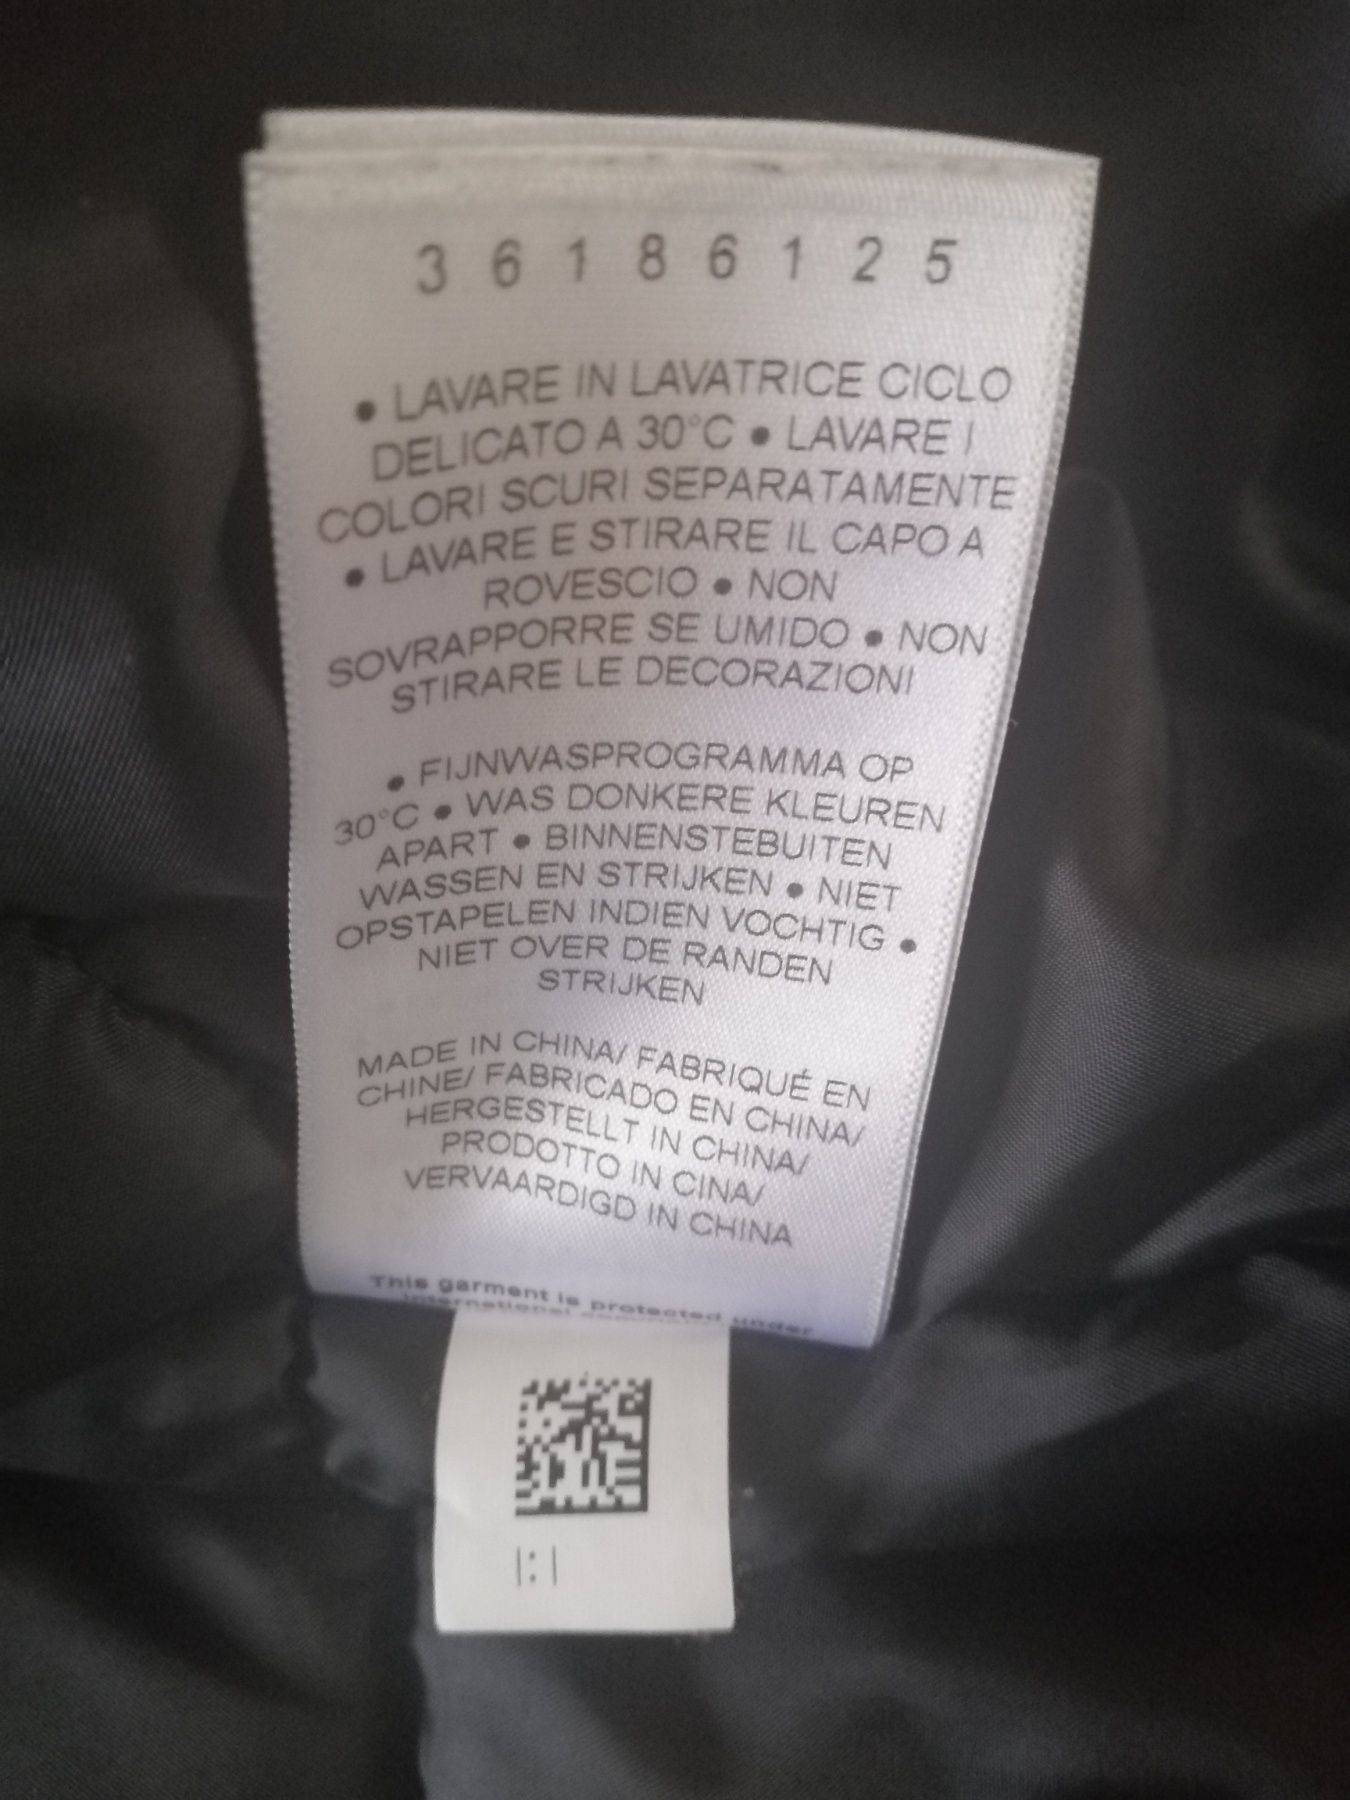 3 6 1 8 6 1 2 5
• LAVARE IN LAVATRICE CICLO
DELICATO A 30°C • LAVARE I
COLORI SCURI SEPARATAMENTE
• LAVARE E STIRARE IL CAPO A
ROVESCIO • NON
SOVRAPPORRE SE UMIDO • NON
STIRARE LE DECORAZIONI
• FIJNWASPROGRAMMA OP
30°C • WAS DONKERE KLEUREN
APART • BINNENSTEBUITEN
WASSEN EN STRIJKEN • NIET
OPSTAPELEN INDIEN VOCHTIG •
NIET OVER DE RANDEN
STRIJKEN
MADE IN CHINA/ FABRIQUÉ EN
CHINE/ FABRICADO EN CHINA/
HERGESTELLT IN CHINA/
PRODOTTO IN CINA/
VERVAARDIGD IN CHINA
This garment is protected under
international
|:|